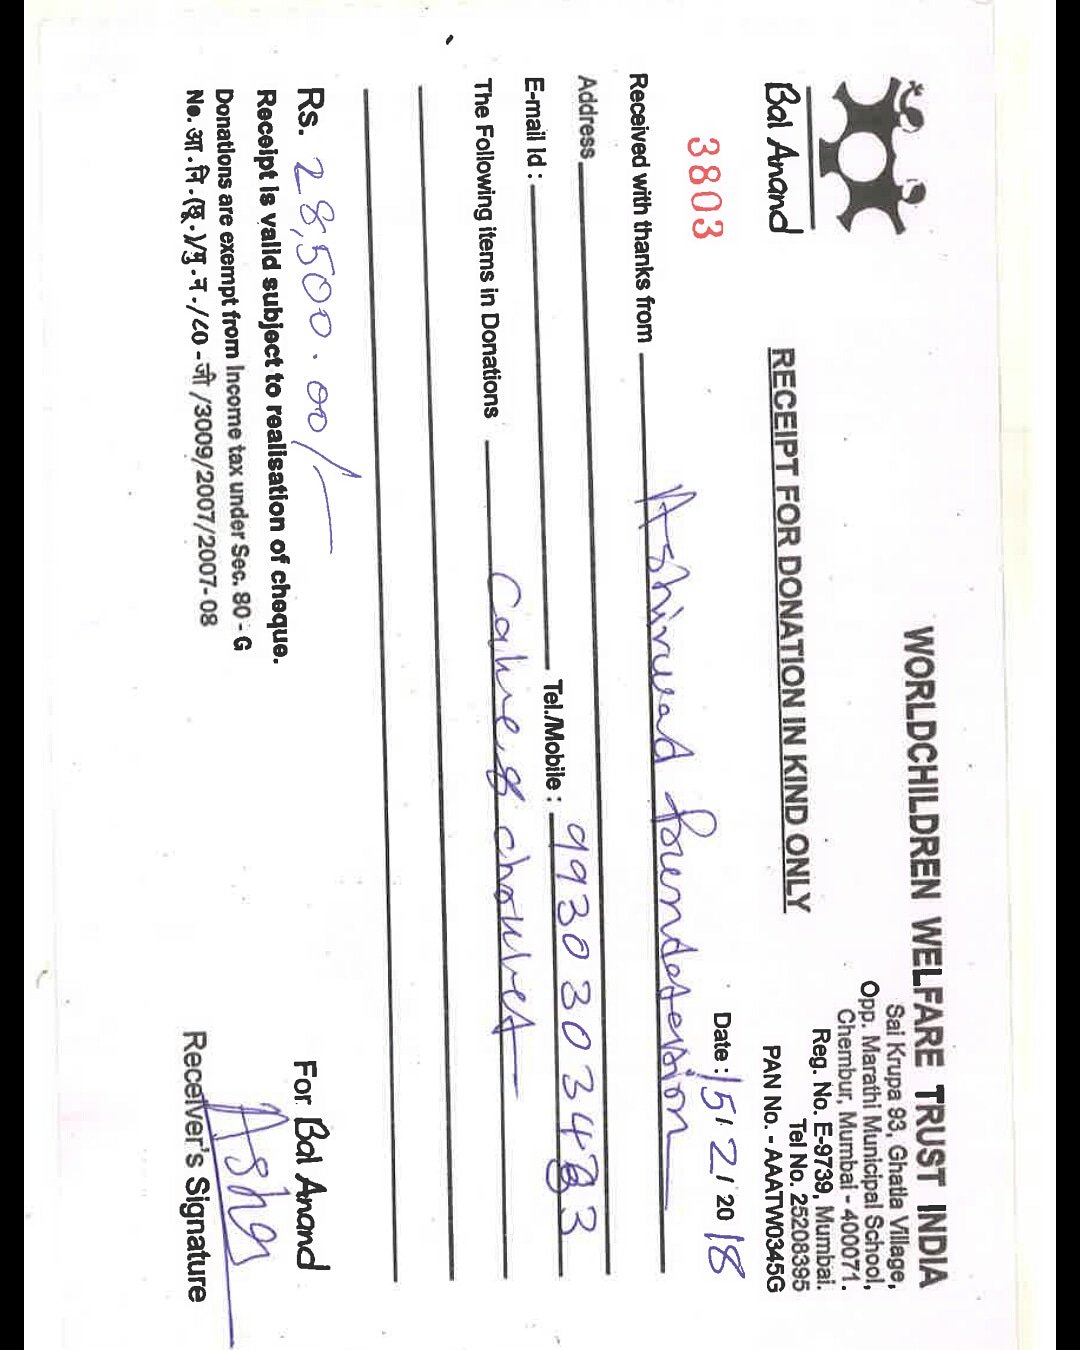 WORLDCHILDREN WELFARE TRUST INDIA
Sai Krupa 93, Ghatla Village,
Opp. Marathi Municipal School,
Chembur, Mumbai - 400071.
Reg. No. E-9739, Mumbai.
Tel No. 25208395
PAN No. - AAATW0345G
Bal Anand
RECEIPT FOR DONATION IN KIND ONLY
3803
Date : 15/2/2018
Received with thanks from Ashirwad foundation
Address
E-mail Id : Tel./Mobile : 9930303483
The Following items in Donations Cake &
Rs. 28,500.00/-
Receipt is valid subject to realisation of cheque.
Donations are exempt from Income tax under Sec. 80 - G
No. आ.नि.(छू.)/मु.न./८०-जी/3009/2007/2007-08
For Bal Anand
Asha
Receiver's Signature